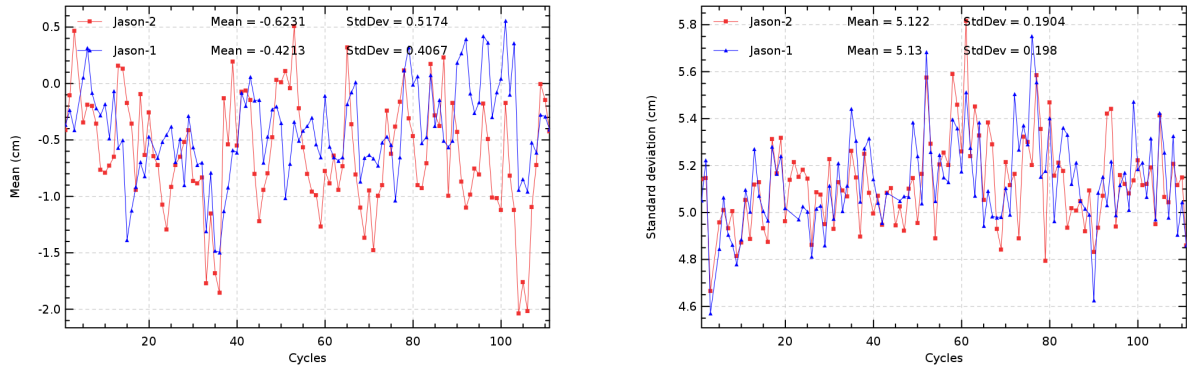 Jason-2 Mean = -0.6231 StdDev = 0.5174
Jason-1 Mean = -0.4213 StdDev = 0.4067
0.5
0.0
-0.5
-1.0
-1.5
-2.0
Mean (cm)
20 40 60 80 100
Cycles
Jason-2 Mean = 5.122 StdDev = 0.1904
Jason-1 Mean = 5.13 StdDev = 0.198
5.8
5.6
5.4
5.2
5.0
4.8
4.6
Standard deviation (cm)
20 40 60 80 100
Cycles